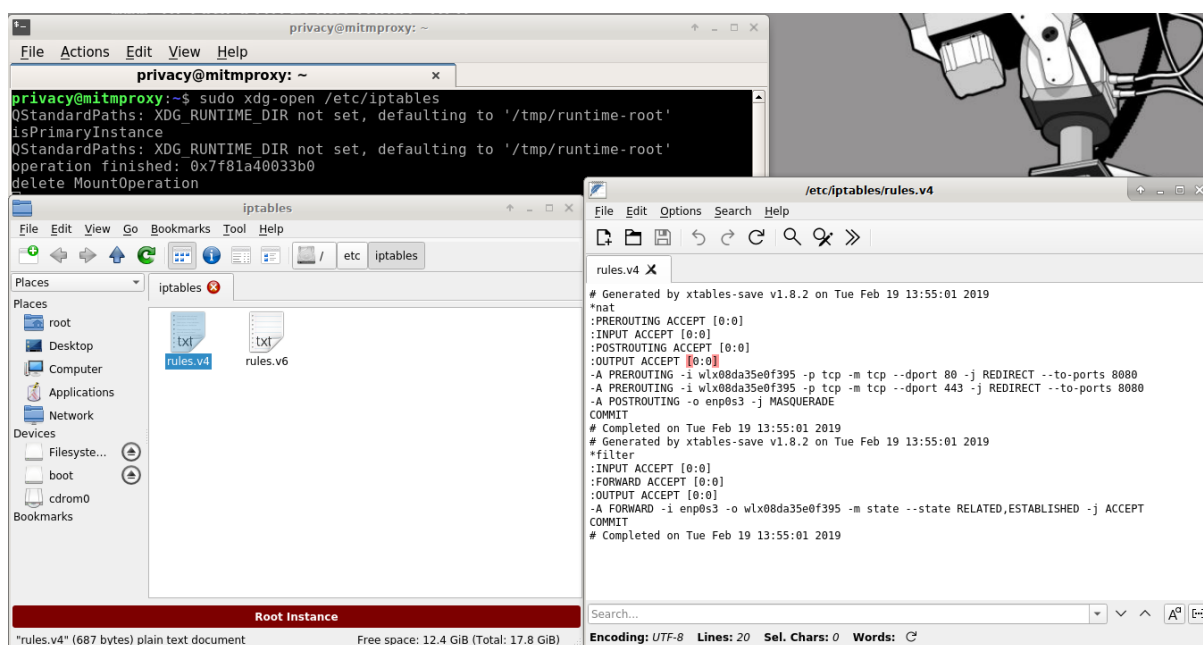 privacy@mitmproxy: ~
File Actions Edit View Help
privacy@mitmproxy: ~ ×
privacy@mitmproxy:~$ sudo xdg-open /etc/iptables
QStandardPaths: XDG_RUNTIME_DIR not set, defaulting to '/tmp/runtime-root'
isPrimaryInstance
QStandardPaths: XDG_RUNTIME_DIR not set, defaulting to '/tmp/runtime-root'
operation finished: 0x7f81a40033b0
delete MountOperation
iptables
File Edit View Go Bookmarks Tool Help
/ etc iptables
Places
Places
root
Desktop
Computer
Applications
Network
Devices
Filesyste...
boot
cdrom0
Bookmarks
iptables
txt txt
rules.v4 rules.v6
Root Instance
"rules.v4" (687 bytes) plain text document Free space: 12.4 GiB (Total: 17.8 GiB)
/etc/iptables/rules.v4
File Edit Options Search Help
rules.v4
# Generated by xtables-save v1.8.2 on Tue Feb 19 13:55:01 2019
*nat
:PREROUTING ACCEPT [0:0]
:INPUT ACCEPT [0:0]
:POSTROUTING ACCEPT [0:0]
:OUTPUT ACCEPT [0:0]
-A PREROUTING -i wlx08da35e0f395 -p tcp -m tcp --dport 80 -j REDIRECT --to-ports 8080
-A PREROUTING -i wlx08da35e0f395 -p tcp -m tcp --dport 443 -j REDIRECT --to-ports 8080
-A POSTROUTING -o enp0s3 -j MASQUERADE
COMMIT
# Completed on Tue Feb 19 13:55:01 2019
# Generated by xtables-save v1.8.2 on Tue Feb 19 13:55:01 2019
*filter
:INPUT ACCEPT [0:0]
:FORWARD ACCEPT [0:0]
:OUTPUT ACCEPT [0:0]
-A FORWARD -i enp0s3 -o wlx08da35e0f395 -m state --state RELATED,ESTABLISHED -j ACCEPT
COMMIT
# Completed on Tue Feb 19 13:55:01 2019
Search...
Encoding: UTF-8 Lines: 20 Sel. Chars: 0 Words: